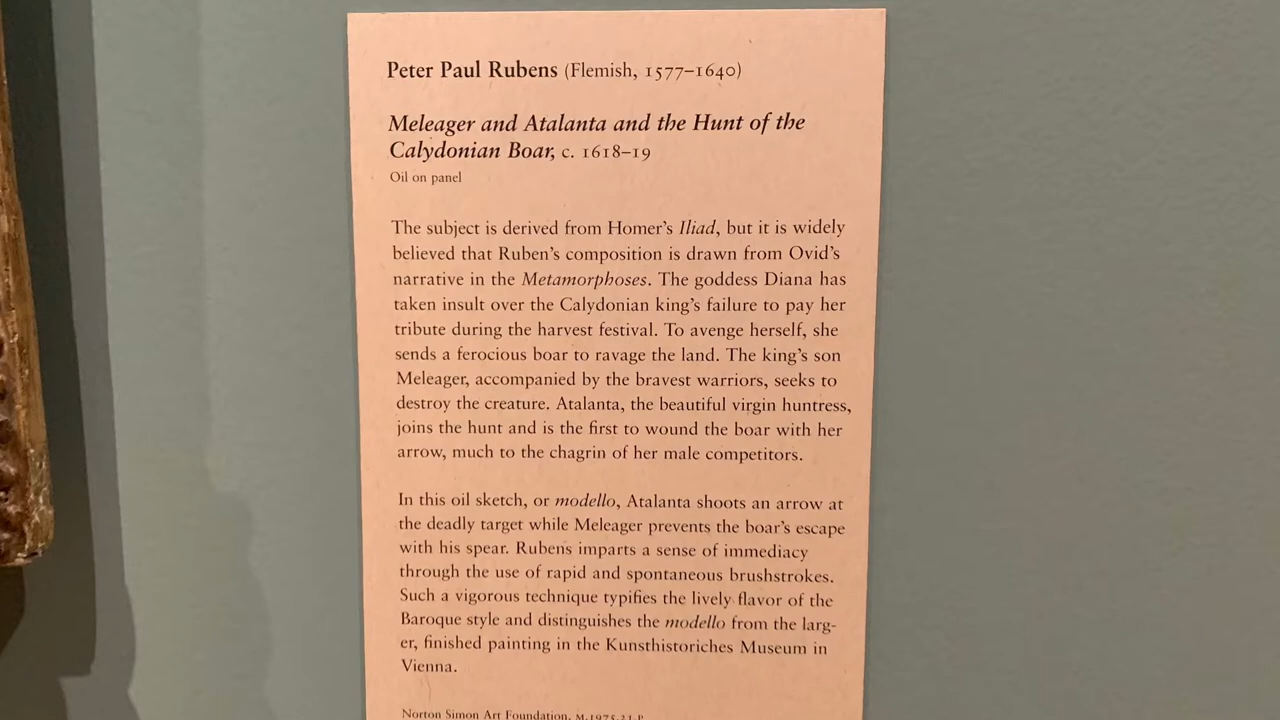 Peter Paul Rubens (Flemish, 1577–1640)
Meleager and Atalanta and the Hunt of the
Calydonian Boar, c. 1618–19
Oil on panel
The subject is derived from Homer's Iliad, but it is widely
believed that Ruben's composition is drawn from Ovid's
narrative in the Metamorphoses. The goddess Diana has
taken insult over the Calydonian king's failure to pay her
tribute during the harvest festival. To avenge herself, she
sends a ferocious boar to ravage the land. The king's son
Meleager, accompanied by the bravest warriors, seeks to
destroy the creature. Atalanta, the beautiful virgin huntress,
joins the hunt and is the first to wound the boar with her
arrow, much to the chagrin of her male competitors.
In this oil sketch, or modello, Atalanta shoots an arrow at
the deadly target while Meleager prevents the boar's escape
with his spear. Rubens imparts a sense of immediacy
through the use of rapid and spontaneous brushstrokes.
Such a vigorous technique typifies the lively flavor of the
Baroque style and distinguishes the modello from the larg-
er, finished painting in the Kunsthistoriches Museum in
Vienna.
Norton Simon Art Foundation, M.1975.21.P